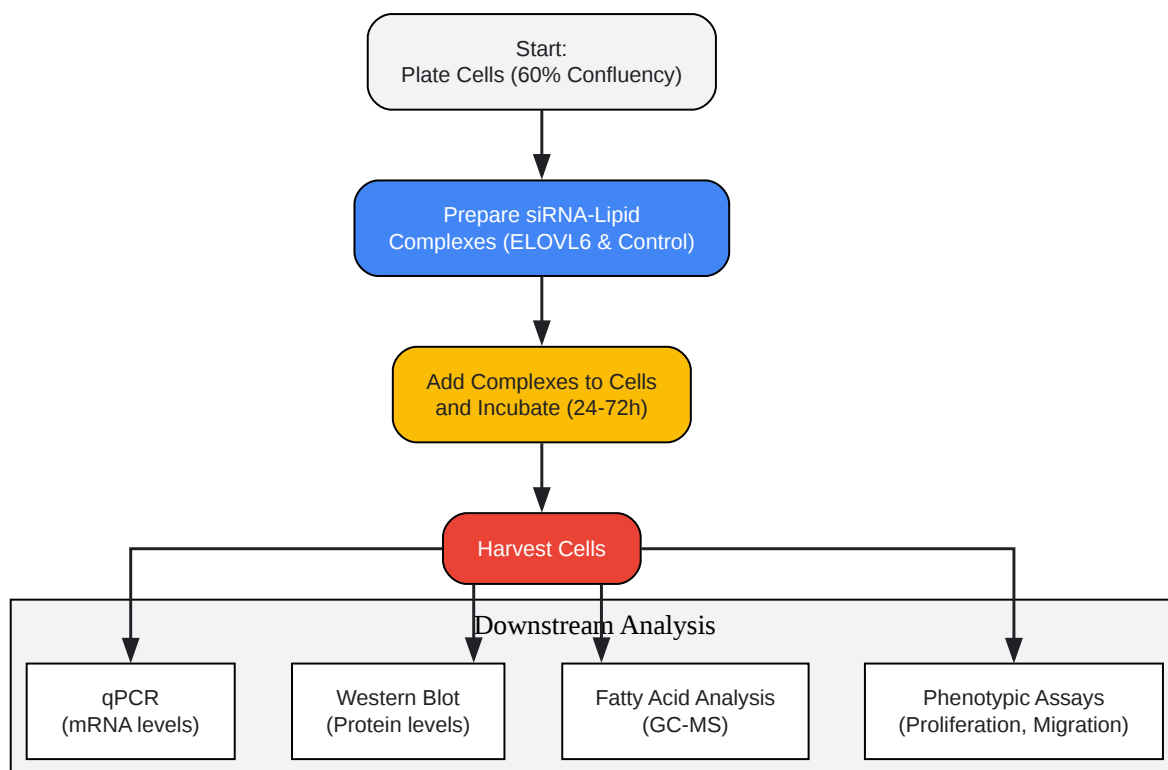 Start:
Plate Cells (60% Confluency)
Prepare siRNA-Lipid
Complexes (ELOVL6 & Control)
Add Complexes to Cells
and Incubate (24-72h)
Harvest Cells
Downstream Analysis
qPCR
(mRNA levels)
Western Blot
(Protein levels)
Fatty Acid Analysis
(GC-MS)
Phenotypic Assays
(Proliferation, Migration)